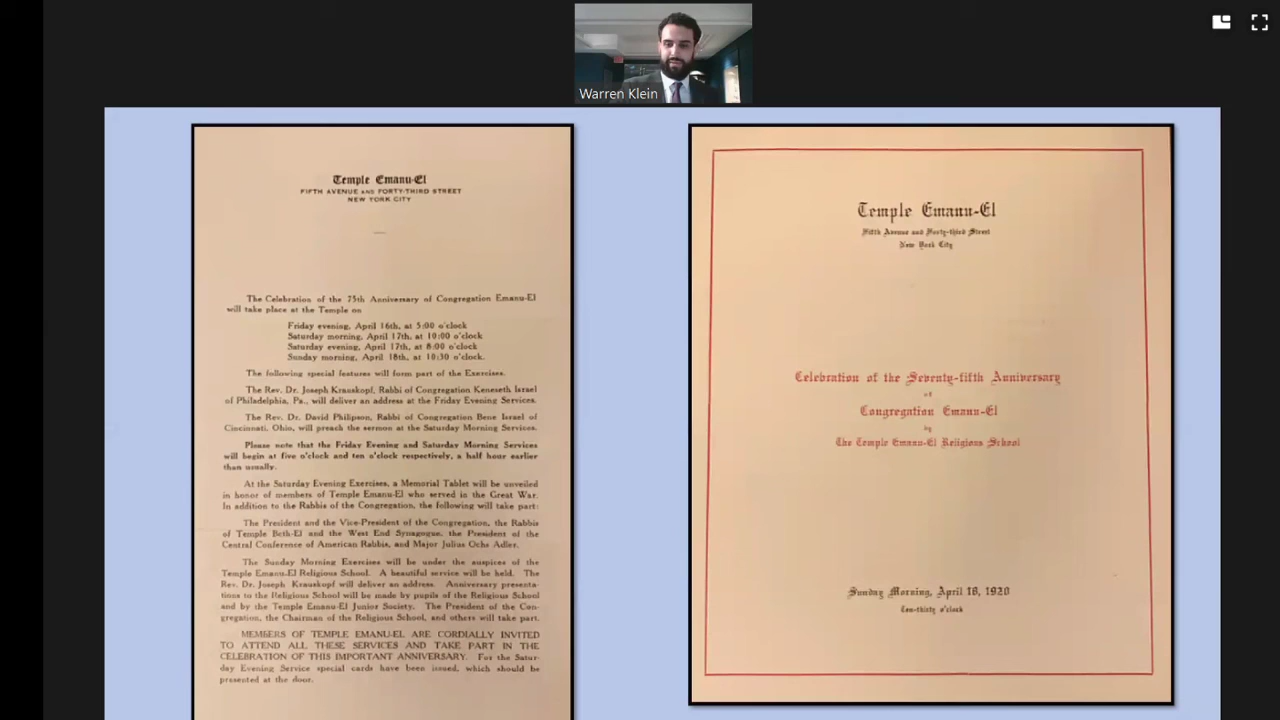 Warren Klein
Temple Emanu-El
FIFTH AVENUE AND FORTY-THIRD STREET
NEW YORK CITY
The Celebration of the 75th Anniversary of Congregation Emanu-El
will take place at the Temple on
Friday evening, April 16th, at 5:00 o'clock
Saturday morning, April 17th at 10:00 o'clock
Saturday evening, April 17th at 8:00 o'clock
Sunday morning, April 18th at 10:30 o'clock.
The following special features will form part of the Exercises.
The Rev. Dr. Joseph Krauskopf, Rabbi of Congregation Keneseth Israel
of Philadelphia, Pa., will deliver an address at the Friday Evening Services.
The Rev. Dr. David Philipson, Rabbi of Congregation Bene Israel of
Cincinnati, Ohio, will preach the sermon at the Saturday Morning Services.
Please note that the Friday Evening and Saturday Morning Services
will begin at five o'clock and ten o'clock respectively, a half hour earlier
than usually.
At the Saturday Evening Exercises, a Memorial Tablet will be unveiled
in honor of members of Temple Emanu-El who served in the Great War.
In addition to the Rabbis of the Congregation, the following will take part:
The President and the Vice-President of the Congregation, the Rabbis
of Temple Beth-El and the West End Synagogue, the President of the
Central Conference of American Rabbis, and Major Julius Ochs Adler.
The Sunday Morning Exercises will be under the auspices of the
Temple Emanu-El Religious School. A beautiful service will be held. The
Rev. Dr. Joseph Krauskopf will deliver an address. Anniversary presenta-
tions to the Religious School will be made by pupils of the Religious School
and by the Temple Emanu-El Junior Society. The President of the Con-
gregation, the Chairman of the Religious School, and others will take part.
MEMBERS OF TEMPLE EMANU-EL ARE CORDIALLY INVITED
TO ATTEND ALL THESE SERVICES AND TAKE PART IN THE
CELEBRATION OF THIS IMPORTANT ANNIVERSARY. For the Satur-
day Evening Service special cards have been issued, which should be
presented at the door.
Temple Emanu-El
Fifth Avenue and Forty-third Street
New York City
Celebration of the Seventy-fifth Anniversary
of
Congregation Emanu-El
by
The Temple Emanu-El Religious School
Sunday Morning, April 18, 1920
Ten-thirty o'clock